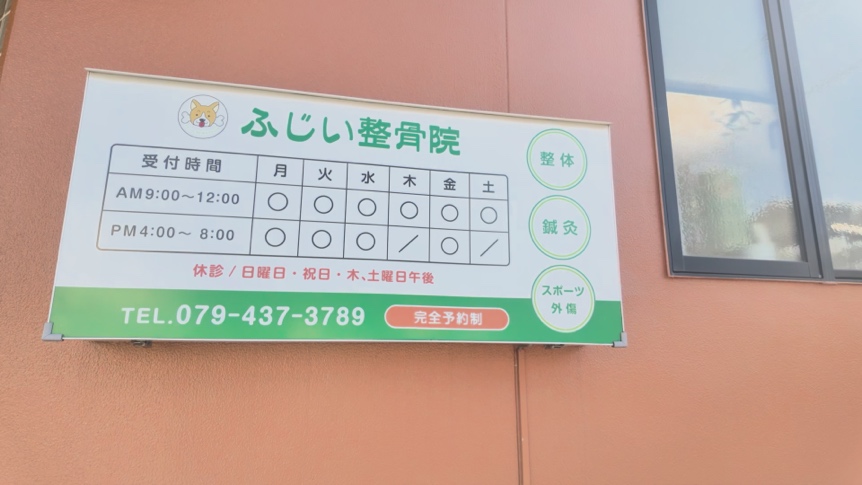 ふじい整骨院
受付時間 月 火 水 木 金 土
AM9:00〜12:00 ○ ○ ○ ○ ○ ○
PM4:00〜 8:00 ○ ○ ○ ／ ○ ／
休診 / 日曜日・祝日・木、土曜日午後
TEL.079-437-3789
完全予約制
整体
鍼灸
スポーツ
外傷